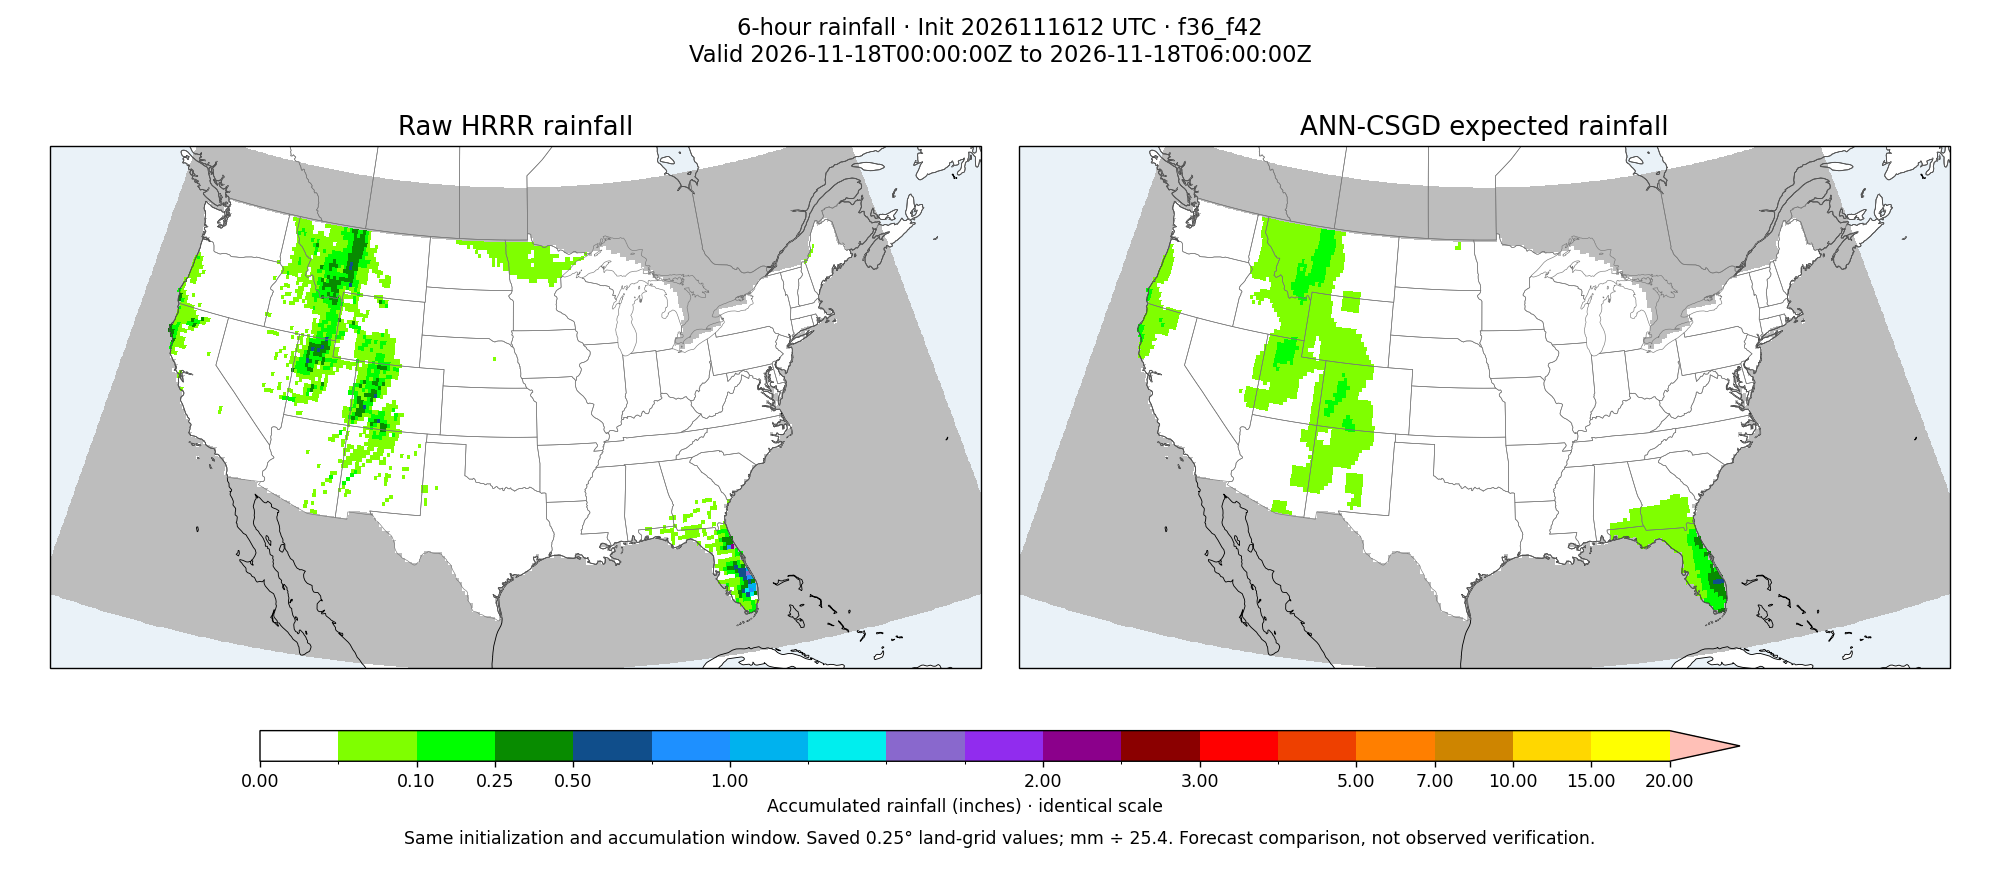 6-hour rainfall · Init 2026111612 UTC · f36_f42
Valid 2026-11-18T00:00:00Z to 2026-11-18T06:00:00Z
Raw HRRR rainfall
ANN-CSGD expected rainfall
0.00 0.10 0.25 0.50 1.00 2.00 3.00 5.00 7.00 10.00 15.00 20.00
Accumulated rainfall (inches) · identical scale
Same initialization and accumulation window. Saved 0.25° land-grid values; mm ÷ 25.4. Forecast comparison, not observed verification.